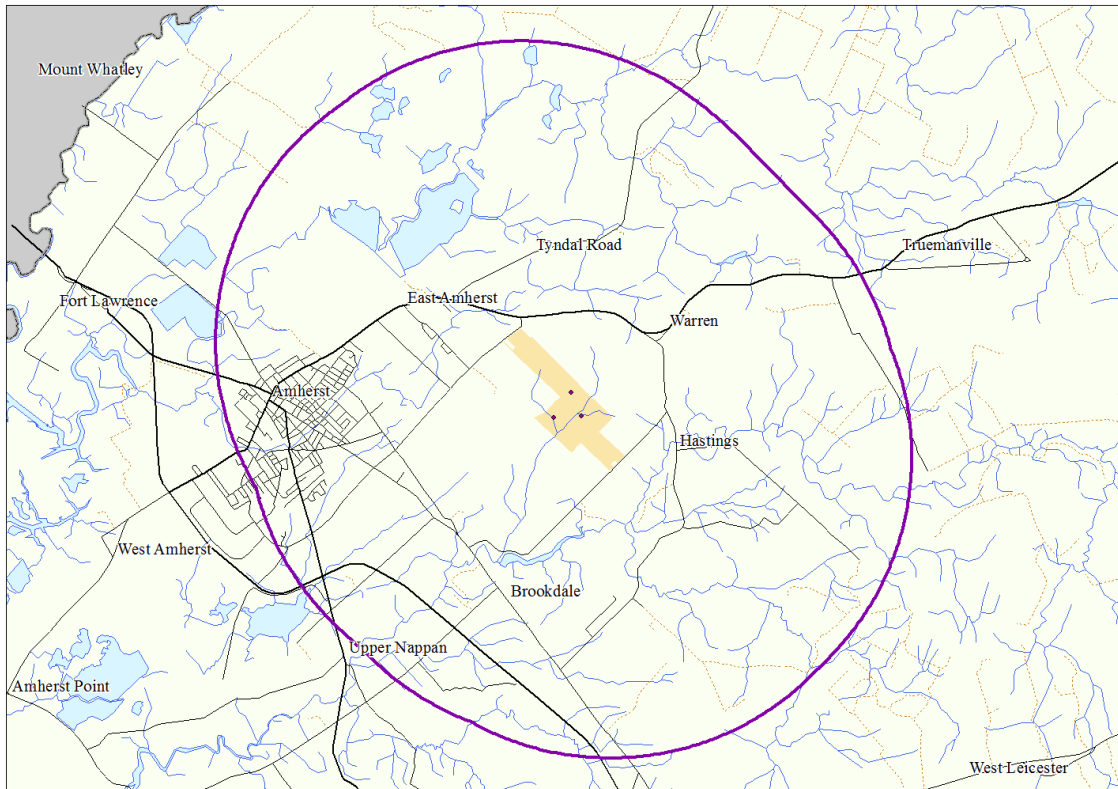 Mount Whatley
Tyndal Road
Truemanville
Fort Lawrence
East Amherst
Warren
Amherst
Hastings
West Amherst
Brookdale
Upper Nappan
Amherst Point
West Leicester